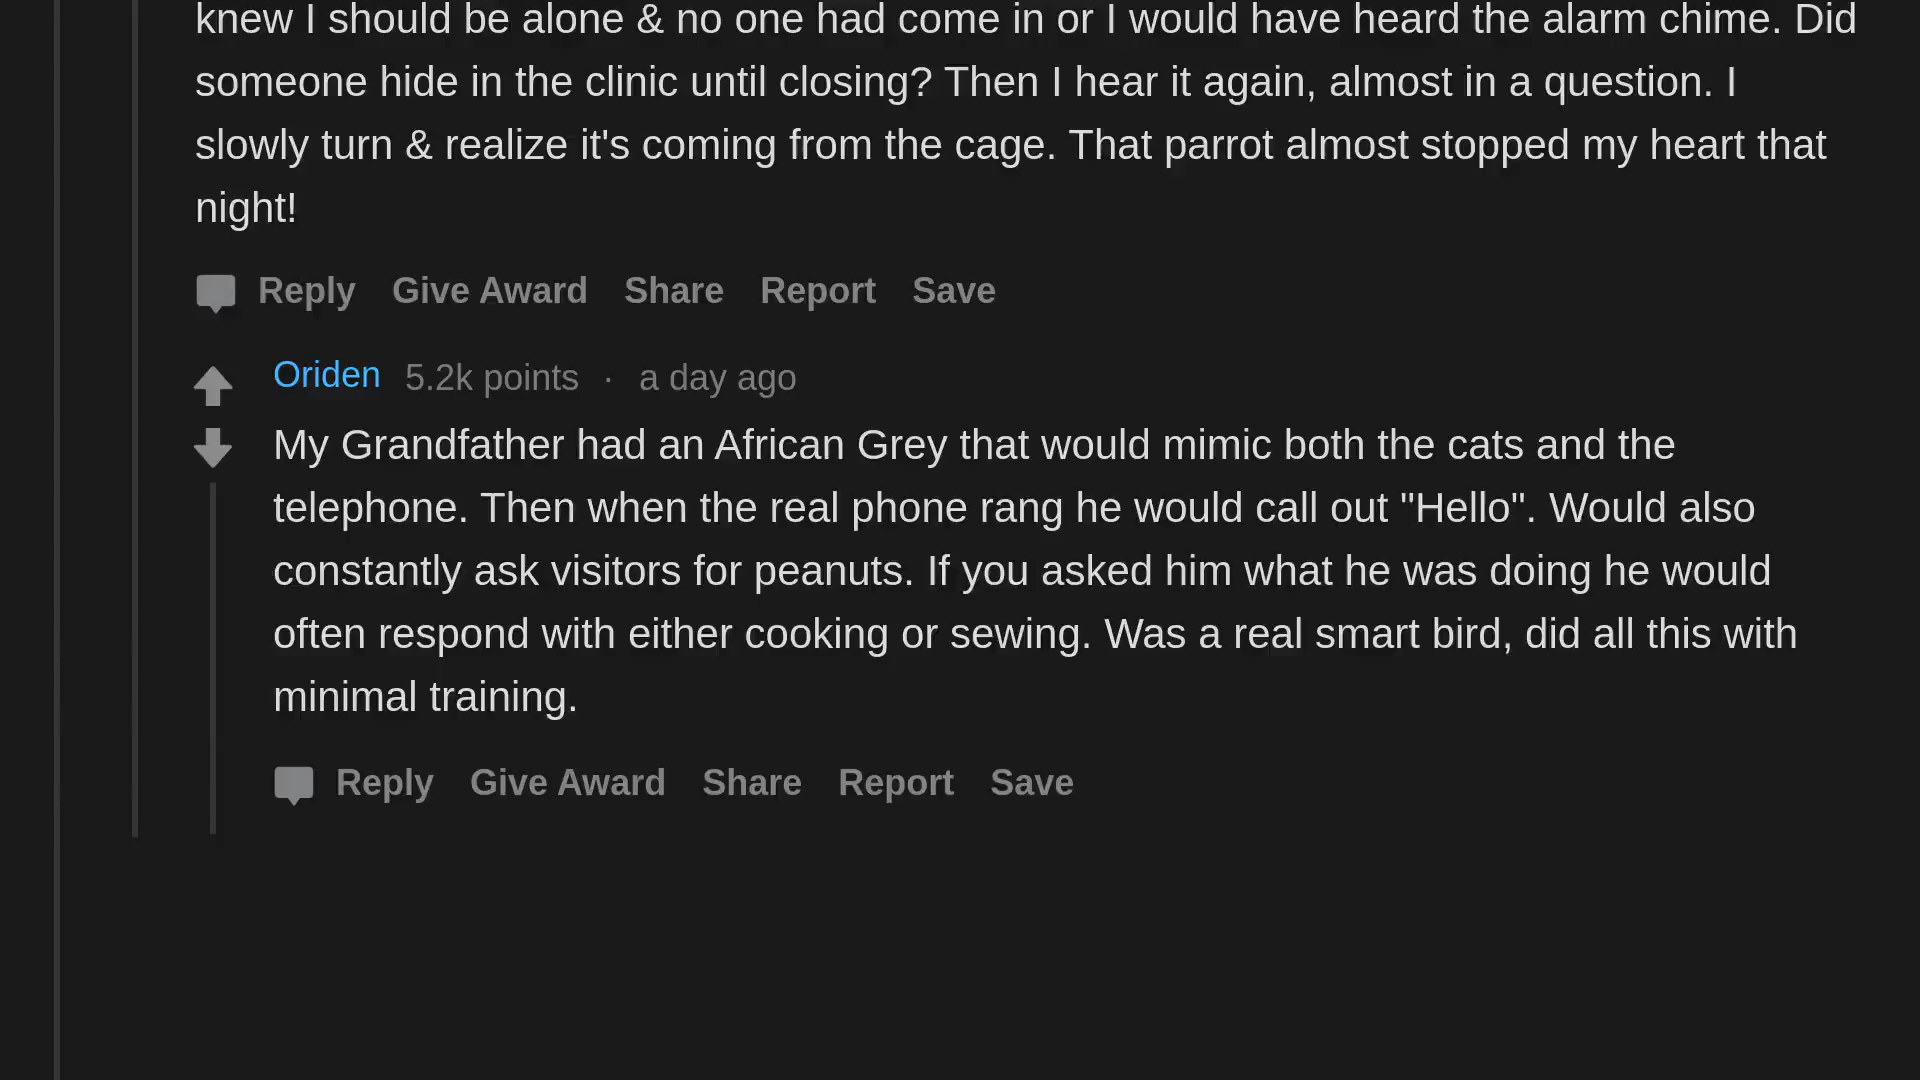 knew I should be alone & no one had come in or I would have heard the alarm chime. Did
someone hide in the clinic until closing? Then I hear it again, almost in a question. I
slowly turn & realize it's coming from the cage. That parrot almost stopped my heart that
night!
Reply Give Award Share Report Save
Oriden 5.2k points · a day ago
My Grandfather had an African Grey that would mimic both the cats and the
telephone. Then when the real phone rang he would call out "Hello". Would also
constantly ask visitors for peanuts. If you asked him what he was doing he would
often respond with either cooking or sewing. Was a real smart bird, did all this with
minimal training.
Reply Give Award Share Report Save